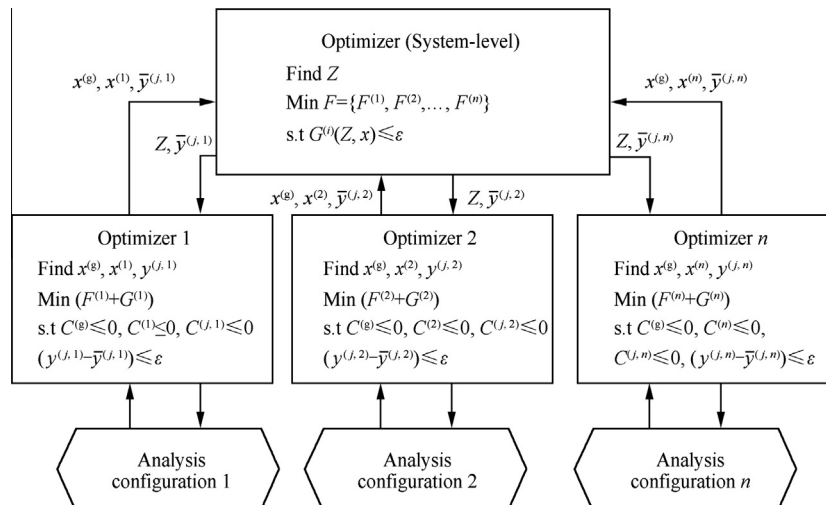 Optimizer (System-level)
Find Z
Min F={F⁽¹⁾, F⁽²⁾,…, F⁽ⁿ⁾}
s.t G⁽ⁱ⁾(Z, x)≤ε
x⁽ᵍ⁾, x⁽¹⁾, y̅⁽ʲ, ¹⁾
x⁽ᵍ⁾, x⁽ⁿ⁾, y̅⁽ʲ, ⁿ⁾
Z, y̅⁽ʲ, ¹⁾
Z, y̅⁽ʲ, ⁿ⁾
x⁽ᵍ⁾, x⁽²⁾, y̅⁽ʲ, ²⁾
Z, y̅⁽ʲ, ²⁾
Optimizer 1
Find x⁽ᵍ⁾, x⁽¹⁾, y⁽ʲ, ¹⁾
Min (F⁽¹⁾+G⁽¹⁾)
s.t C⁽ᵍ⁾≤0, C⁽¹⁾≤0, C⁽ʲ, ¹⁾≤0
(y⁽ʲ, ¹⁾−y̅⁽ʲ, ¹⁾)≤ε
Optimizer 2
Find x⁽ᵍ⁾, x⁽²⁾, y⁽ʲ, ²⁾
Min (F⁽²⁾+G⁽²⁾)
s.t C⁽ᵍ⁾≤0, C⁽²⁾≤0, C⁽ʲ, ²⁾≤0
(y⁽ʲ, ²⁾−y̅⁽ʲ, ²⁾)≤ε
Optimizer n
Find x⁽ᵍ⁾, x⁽ⁿ⁾, y⁽ʲ, ⁿ⁾
Min (F⁽ⁿ⁾+G⁽ⁿ⁾)
s.t C⁽ᵍ⁾≤0, C⁽ⁿ⁾≤0,
C⁽ʲ, ⁿ⁾≤0, (y⁽ʲ, ⁿ⁾−y̅⁽ʲ, ⁿ⁾)≤ε
Analysis
configuration 1
Analysis
configuration 2
Analysis
configuration n